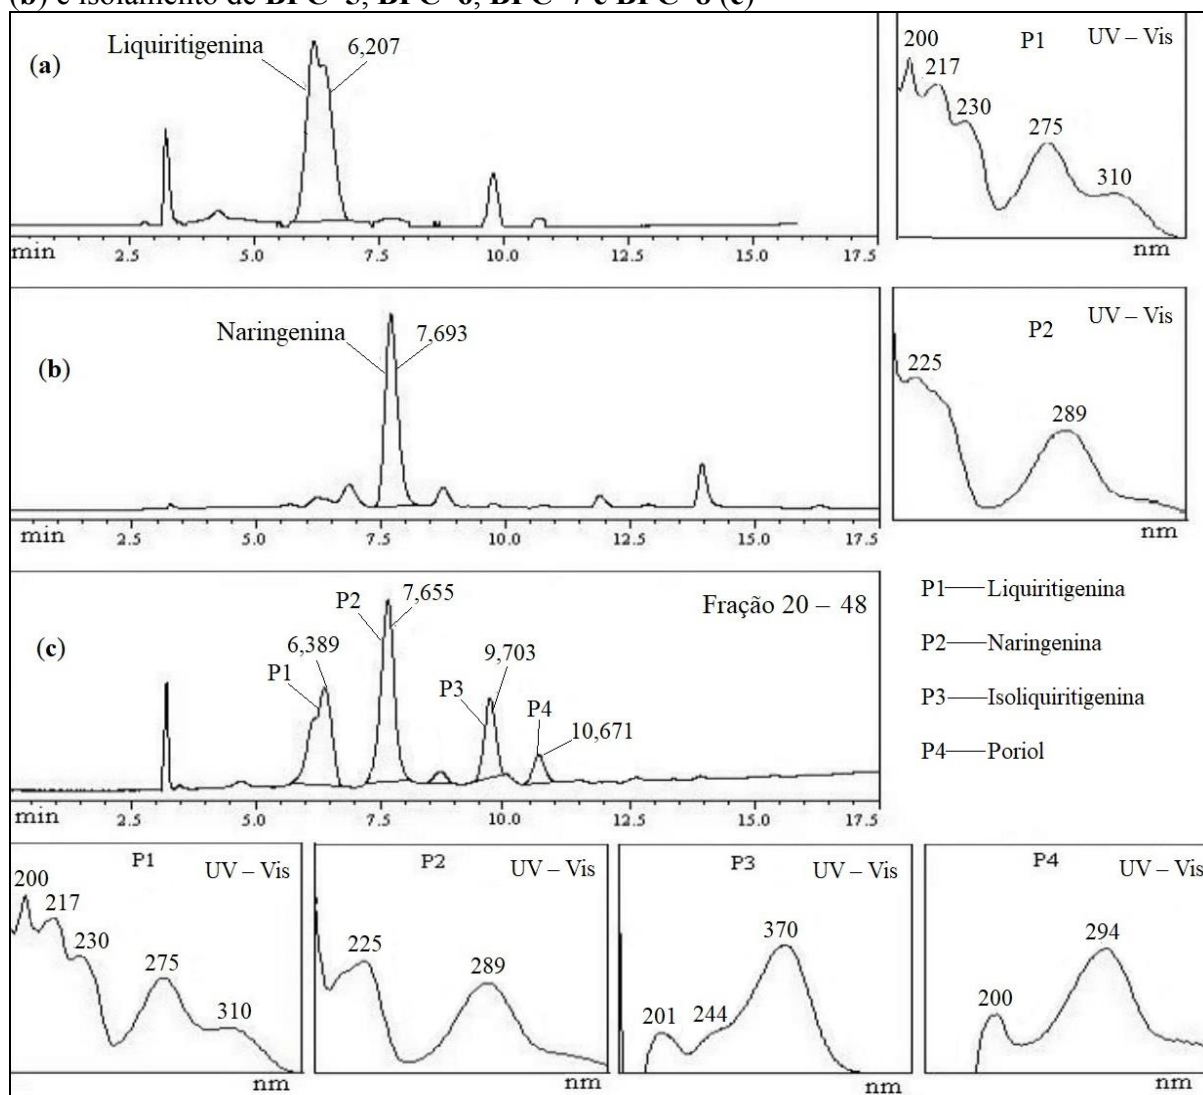 (b) e isolamento de BPC-5, BPC-6, BPC-7 e BPC-8 (c)
(a)
Liquiritigenina
6,207
min 2.5 5.0 7.5 10.0 12.5 15.0 17.5
200
217
230
P1
UV – Vis
275
310
nm
(b)
Naringenina
7,693
min 2.5 5.0 7.5 10.0 12.5 15.0 17.5
P2
UV – Vis
225
289
nm
(c)
Fração 20 – 48
P1
6,389
P2
7,655
P3
9,703
P4
10,671
min 2.5 5.0 7.5 10.0 12.5 15.0 17.5
P1 Liquiritigenina
P2 Naringenina
P3 Isoliquiritigenina
P4 Poriol
P1
UV – Vis
200
217
230
275
310
nm
P2
UV – Vis
225
289
nm
P3
UV – Vis
201
244
370
nm
P4
UV – Vis
200
294
nm